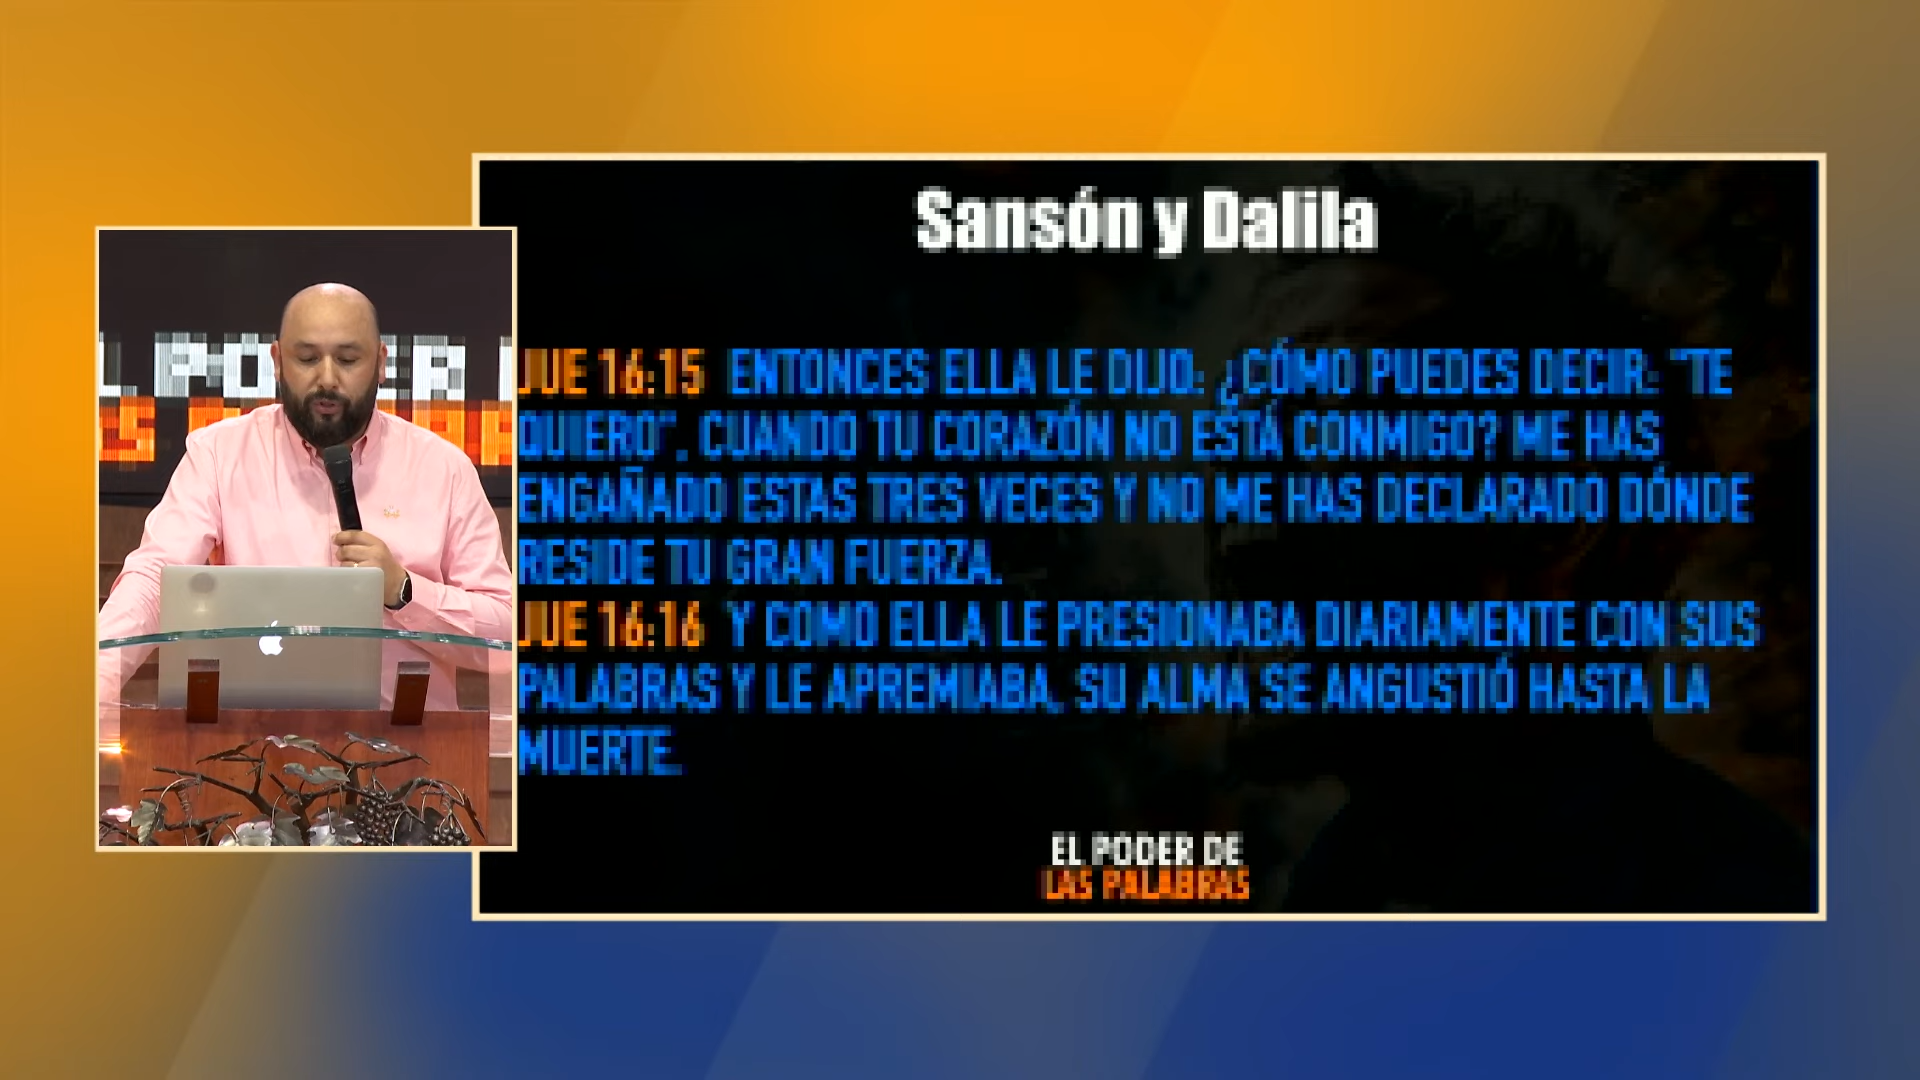 Sansón y Dalila
JUE 16:15 ENTONCES ELLA LE DIJO: ¿CÓMO PUEDES DECIR: "TE
QUIERO", CUANDO TU CORAZÓN NO ESTÁ CONMIGO? ME HAS
ENGAÑADO ESTAS TRES VECES Y NO ME HAS DECLARADO DÓNDE
RESIDE TU GRAN FUERZA.
JUE 16:16 Y COMO ELLA LE PRESIONABA DIARIAMENTE CON SUS
PALABRAS Y LE APREMIABA, SU ALMA SE ANGUSTIÓ HASTA LA
MUERTE.
EL PODER DE
LAS PALABRAS
L PODER